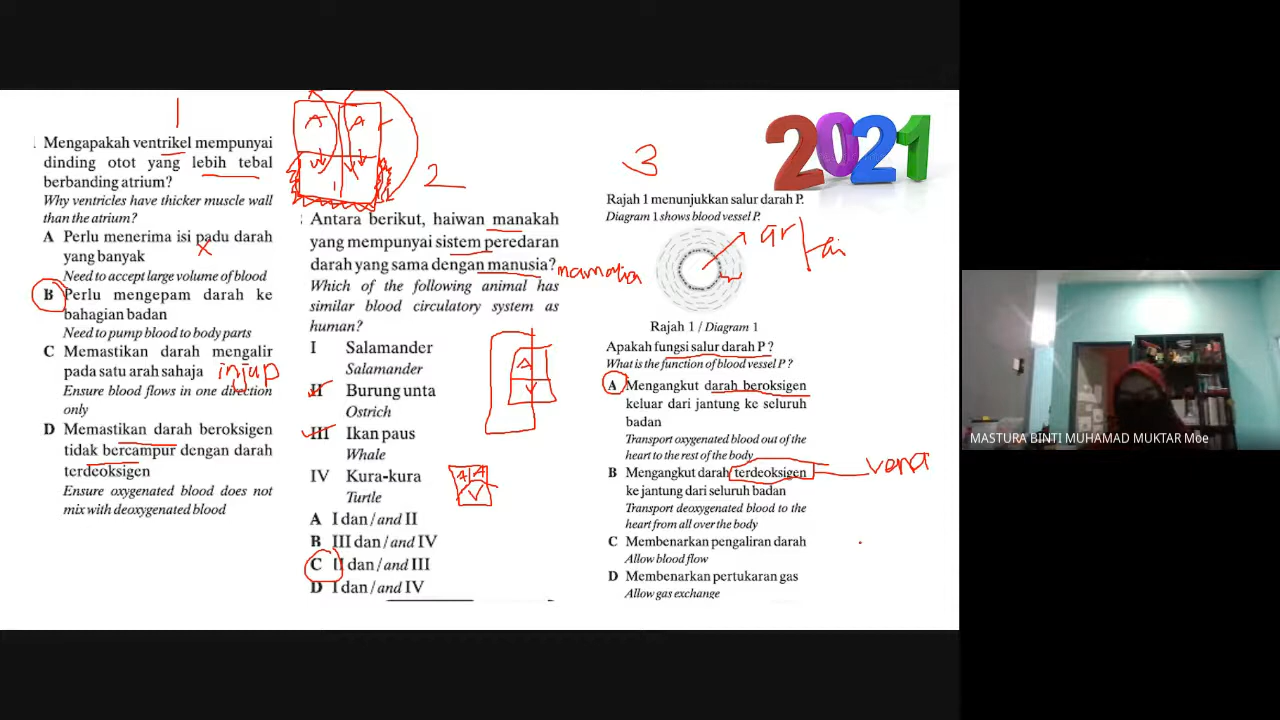 1
Mengapakah ventrikel mempunyai
dinding otot yang lebih tebal
berbanding atrium?
Why ventricles have thicker muscle wall
than the atrium?
A Perlu menerima isi padu darah
yang banyak
Need to accept large volume of blood
B Perlu mengepam darah ke
bahagian badan
Need to pump blood to body parts
C Memastikan darah mengalir
pada satu arah sahaja injap
Ensure blood flows in one direction
only
D Memastikan darah beroksigen
tidak bercampur dengan darah
terdeoksigen
Ensure oxygenated blood does not
mix with deoxygenated blood
A A
2
Antara berikut, haiwan manakah
yang mempunyai sistem peredaran
darah yang sama dengan manusia?
Which of the following animal has
similar blood circulatory system as
human?
I Salamander
Salamander
II Burung unta
Ostrich
III Ikan paus
Whale
IV Kura-kura
Turtle
A I dan / and II
B III dan / and IV
C II dan / and III
D I dan / and IV
A
A A
V
3
2021
Rajah 1 menunjukkan salur darah P.
Diagram 1 shows blood vessel P.
Rajah 1 / Diagram 1
Apakah fungsi salur darah P ?
What is the function of blood vessel P ?
A Mengangkut darah beroksigen
keluar dari jantung ke seluruh
badan
Transport oxygenated blood out of the
heart to the rest of the body
B Mengangkut darah terdeoksigen vena
ke jantung dari seluruh badan
Transport deoxygenated blood to the
heart from all over the body
C Membenarkan pengaliran darah
Allow blood flow
D Membenarkan pertukaran gas
Allow gas exchange
MASTURA BINTI MUHAMAD MUKTAR Moe